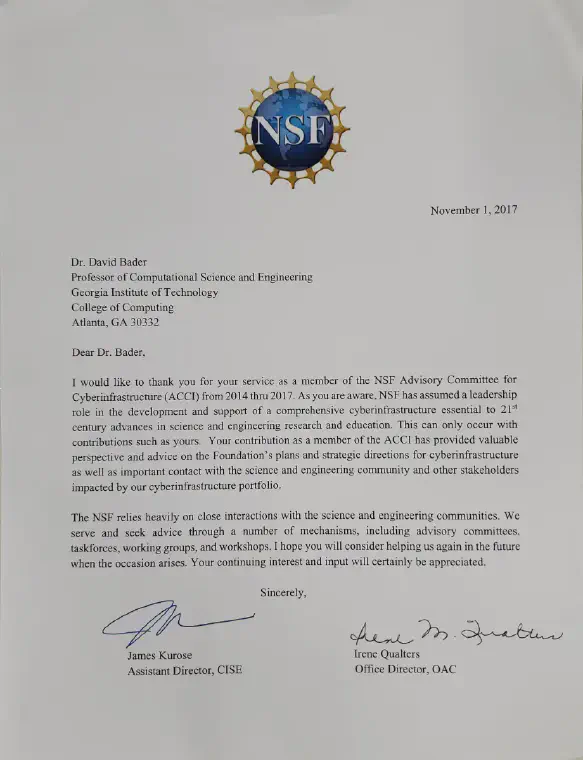 NSF
November 1, 2017
Dr. David Bader
Professor of Computational Science and Engineering
Georgia Institute of Technology
College of Computing
Atlanta, GA 30332
Dear Dr. Bader,
I would like to thank you for your service as a member of the NSF Advisory Committee for
Cyberinfrastructure (ACCI) from 2014 thru 2017. As you are aware, NSF has assumed a leadership
role in the development and support of a comprehensive cyberinfrastructure essential to 21st
century advances in science and engineering research and education. This can only occur with
contributions such as yours. Your contribution as a member of the ACCI has provided valuable
perspective and advice on the Foundation's plans and strategic directions for cyberinfrastructure
as well as important contact with the science and engineering community and other stakeholders
impacted by our cyberinfrastructure portfolio.
The NSF relies heavily on close interactions with the science and engineering communities. We
serve and seek advice through a number of mechanisms, including advisory committees,
taskforces, working groups, and workshops. I hope you will consider helping us again in the future
when the occasion arises. Your continuing interest and input will certainly be appreciated.
Sincerely,
Irene M. Qualters
James Kurose
Assistant Director, CISE
Irene Qualters
Office Director, OAC